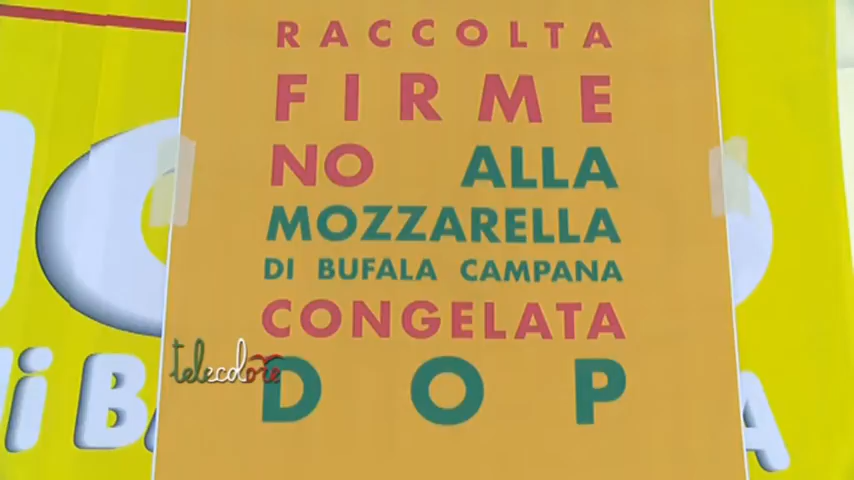 RACCOLTA
FIRME
NO ALLA
MOZZARELLA
DI BUFALA CAMPANA
CONGELATA
DOP
telecolore